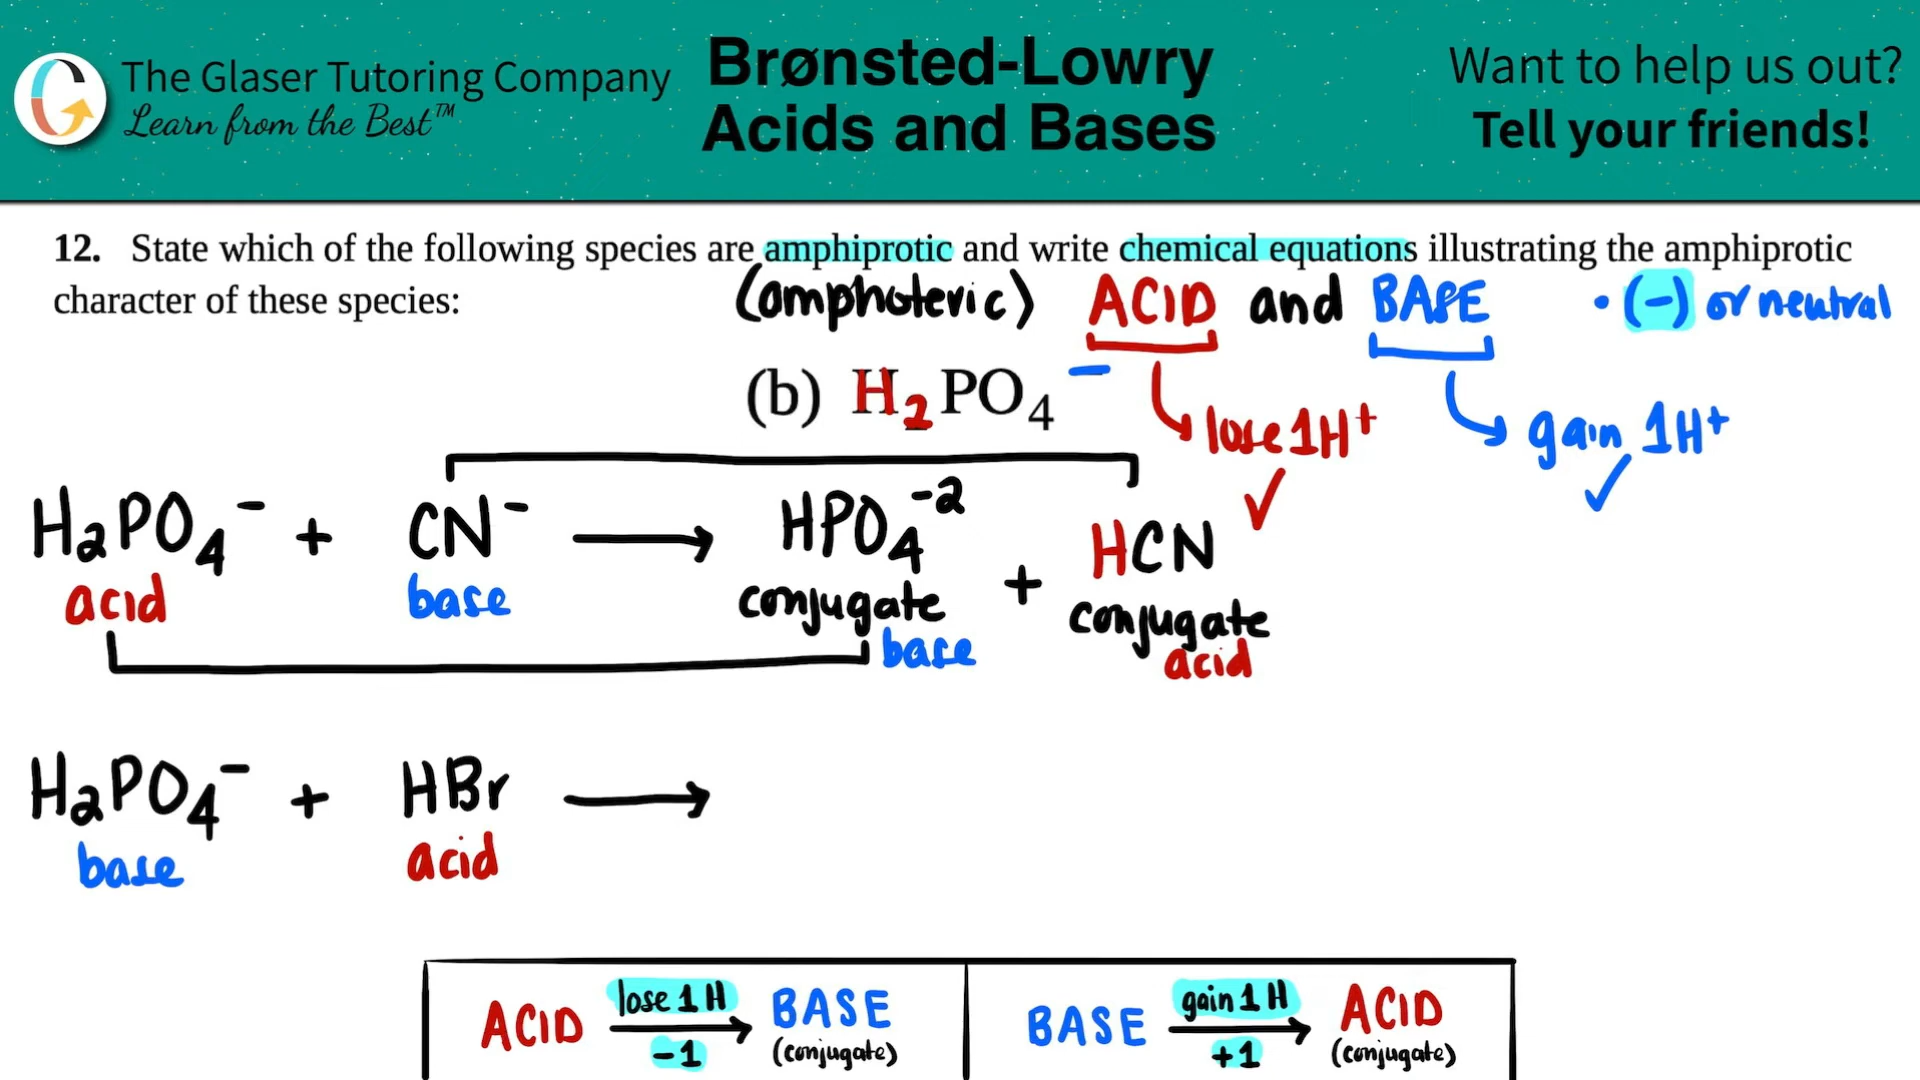 The Glaser Tutoring Company
Learn from the Best™
Brønsted-Lowry
Acids and Bases
Want to help us out?
Tell your friends!
12. State which of the following species are amphiprotic and write chemical equations illustrating the amphiprotic
character of these species:
(amphoteric) ACID and BASE • (-) or neutral
(b) H₂PO₄⁻
lose 1H⁺ gain 1H⁺
✓ ✓
H₂PO₄⁻ + CN⁻ → HPO₄⁻² + HCN
acid base conjugate base conjugate acid
H₂PO₄⁻ + HBr →
base acid
ACID lose 1 H → -1 BASE (conjugate)
BASE gain 1 H → +1 ACID (conjugate)